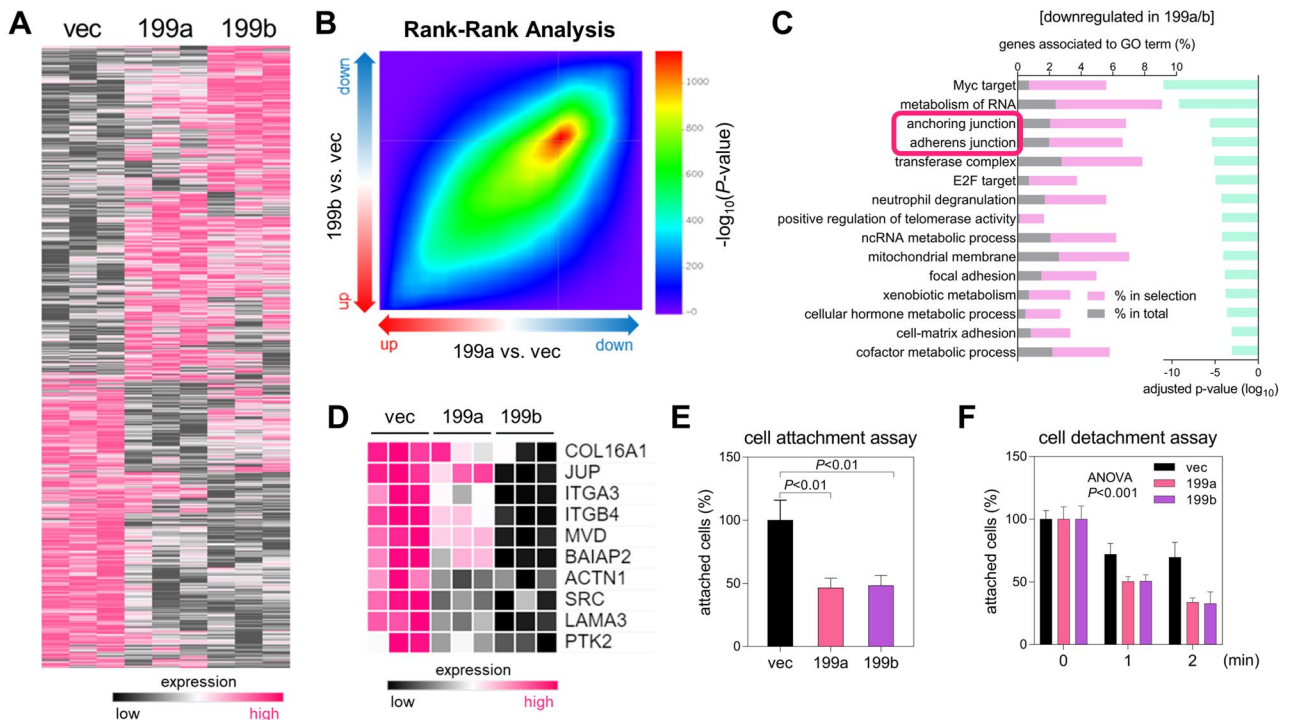 A
vec 199a 199b
expression
low high
B
Rank-Rank Analysis
down
199b vs. vec
up
up 199a vs. vec down
1000
800
600
400
200
0
-log10(P-value)
C
[downregulated in 199a/b]
genes associated to GO term (%)
0 2 4 6 8 10
Myc target
metabolism of RNA
anchoring junction
adherens junction
transferase complex
E2F target
neutrophil degranulation
positive regulation of telomerase activity
ncRNA metabolic process
mitochondrial membrane
focal adhesion
xenobiotic metabolism
cellular hormone metabolic process
cell-matrix adhesion
cofactor metabolic process
% in selection
% in total
-10 -5 0
adjusted p-value (log10)
D
vec 199a 199b
COL16A1
JUP
ITGA3
ITGB4
MVD
BAIAP2
ACTN1
SRC
LAMA3
PTK2
expression
low high
E
cell attachment assay
150
100
50
0
attached cells (%)
P<0.01
P<0.01
vec 199a 199b
F
cell detachment assay
150
100
50
0
attached cells (%)
ANOVA
P<0.001
vec
199a
199b
0 1 2 (min)